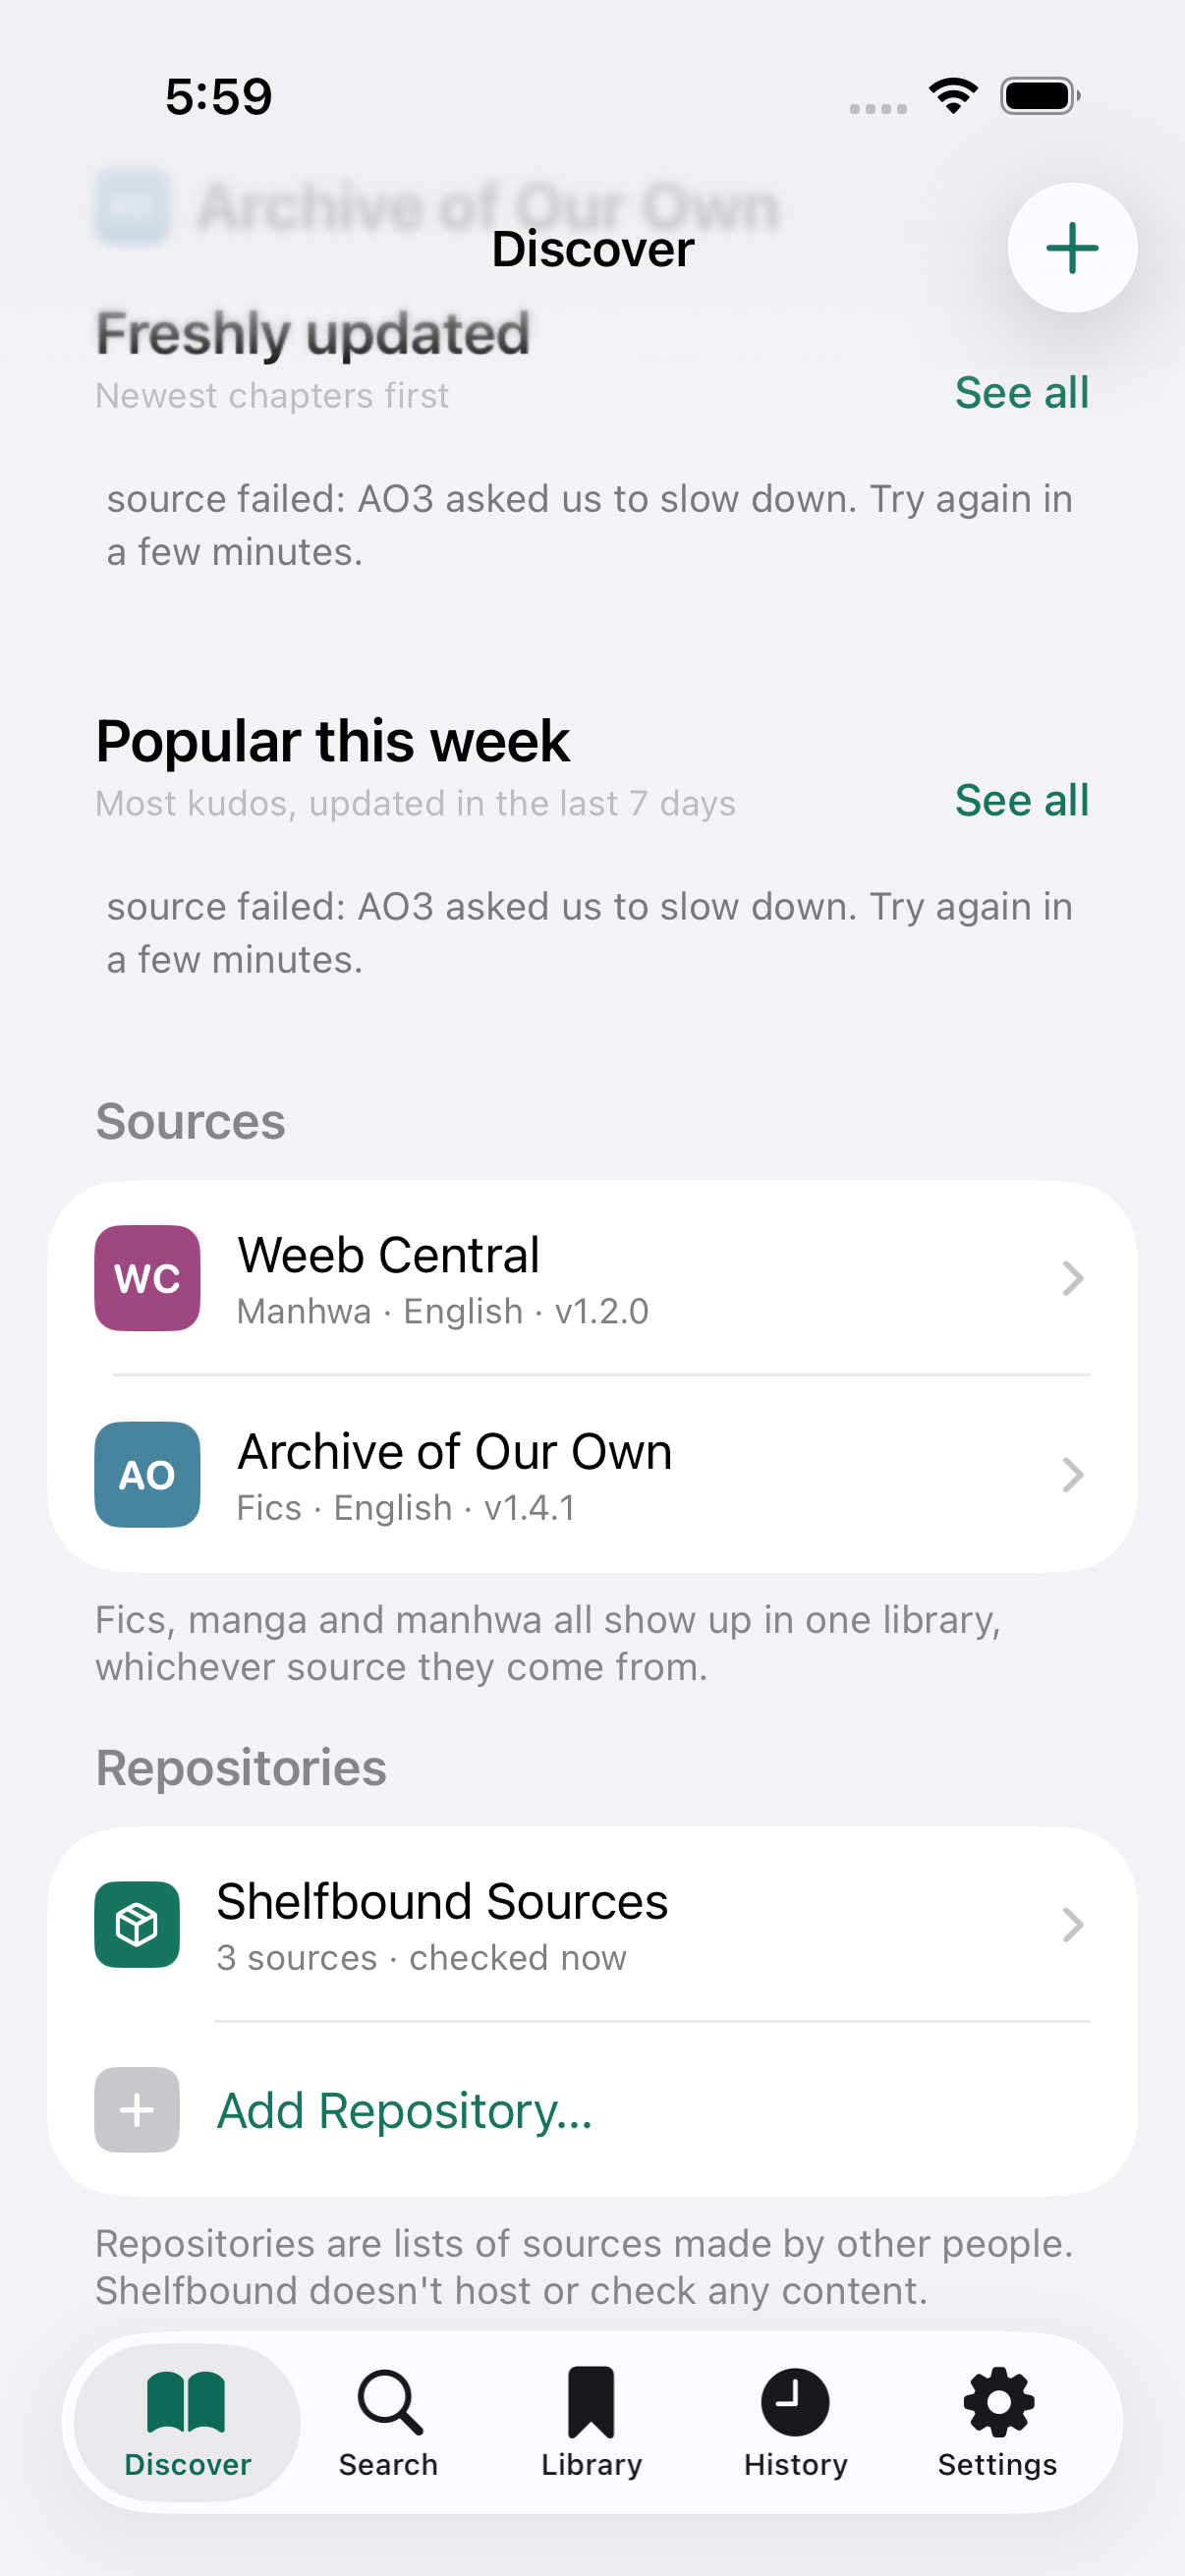 5:59
Archive of Our Own
Discover
Freshly updated
Newest chapters first
See all
source failed: AO3 asked us to slow down. Try again in
a few minutes.
Popular this week
Most kudos, updated in the last 7 days
See all
source failed: AO3 asked us to slow down. Try again in
a few minutes.
Sources
WC
Weeb Central
Manhwa · English · v1.2.0
AO
Archive of Our Own
Fics · English · v1.4.1
Fics, manga and manhwa all show up in one library,
whichever source they come from.
Repositories
Shelfbound Sources
3 sources · checked now
Add Repository...
Repositories are lists of sources made by other people.
Shelfbound doesn't host or check any content.
Discover
Search
Library
History
Settings